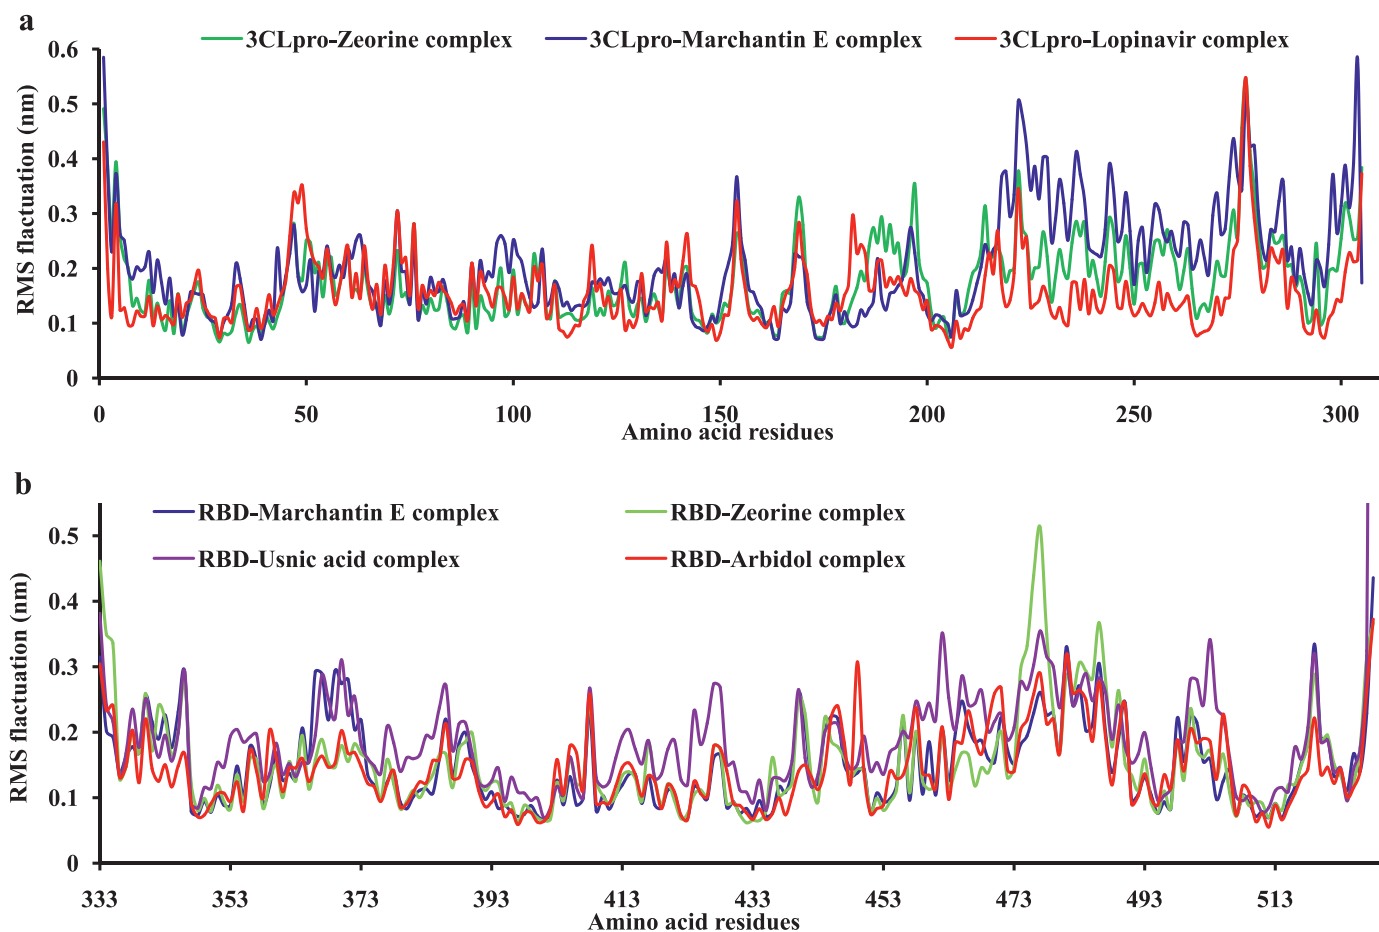 a
3CLpro-Zeorine complex 3CLpro-Marchantin E complex 3CLpro-Lopinavir complex
RMS flactuation (nm)
0.6
0.5
0.4
0.3
0.2
0.1
0
0 50 100 150 200 250 300
Amino acid residues
b
RBD-Marchantin E complex RBD-Zeorine complex
RBD-Usnic acid complex RBD-Arbidol complex
RMS flactuation (nm)
0.5
0.4
0.3
0.2
0.1
0
333 353 373 393 413 433 453 473 493 513
Amino acid residues